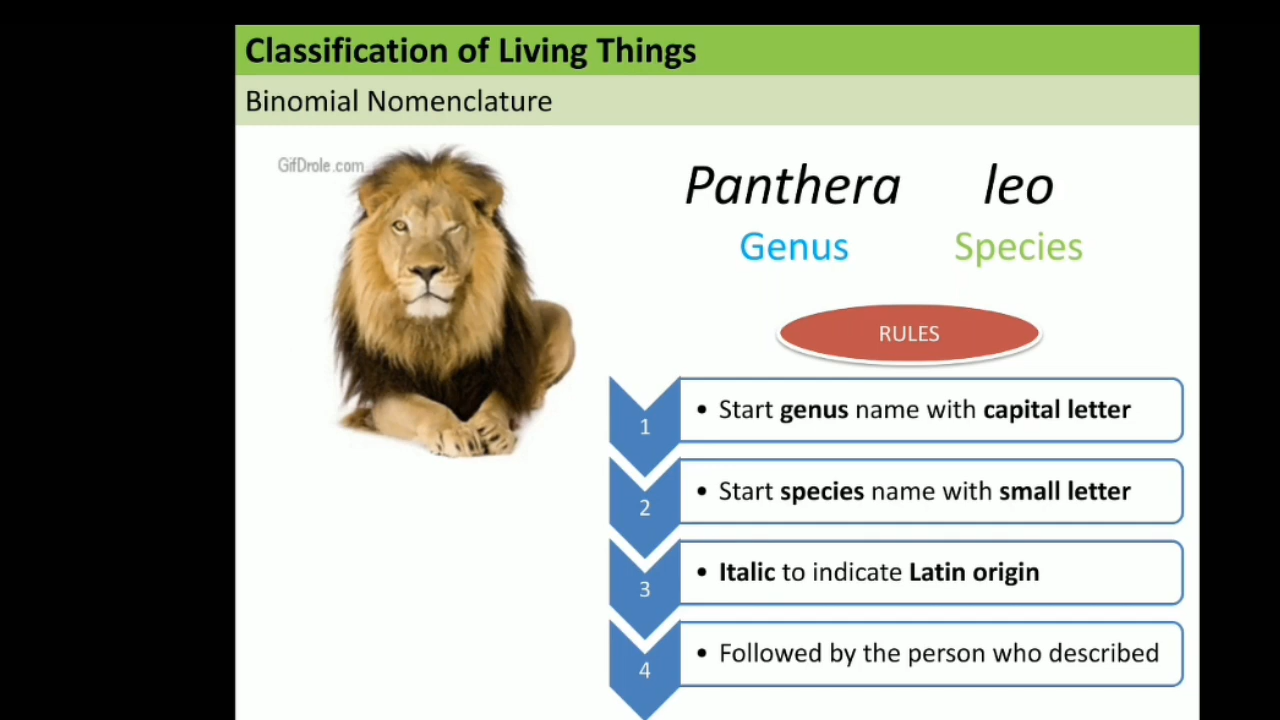 Classification of Living Things
Binomial Nomenclature
GifDrole.com
Panthera leo
Genus Species
RULES
1 • Start genus name with capital letter
2 • Start species name with small letter
3 • Italic to indicate Latin origin
4 • Followed by the person who described